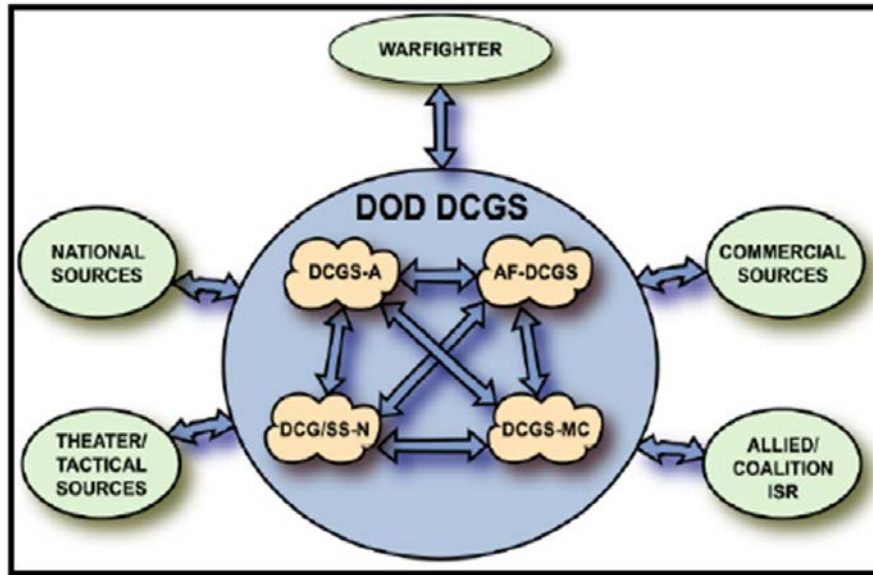 WARFIGHTER
DOD DCGS
NATIONAL
SOURCES
COMMERCIAL
SOURCES
DCGS-A
AF-DCGS
DCG/SS-N
DCGS-MC
THEATER/
TACTICAL
SOURCES
ALLIED/
COALITION
ISR